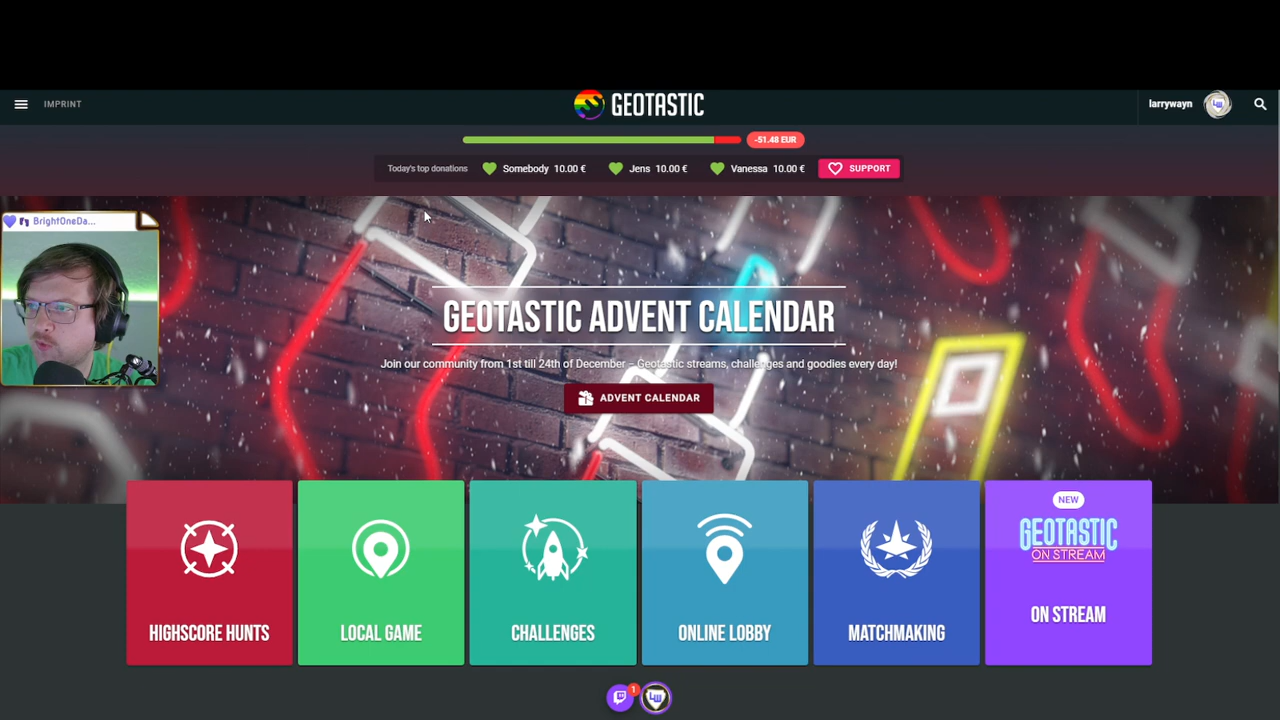 IMPRINT
GEOTASTIC
larrywayn
-51.48 EUR
Today's top donations
Somebody 10.00 €
Jens 10.00 €
Vanessa 10.00 €
SUPPORT
BrightOneDa...
GEOTASTIC ADVENT CALENDAR
Join our community from 1st till 24th of December – Geotastic streams, challenges and goodies every day!
ADVENT CALENDAR
HIGHSCORE HUNTS
LOCAL GAME
CHALLENGES
ONLINE LOBBY
MATCHMAKING
NEW
GEOTASTIC
ON STREAM
ON STREAM
1